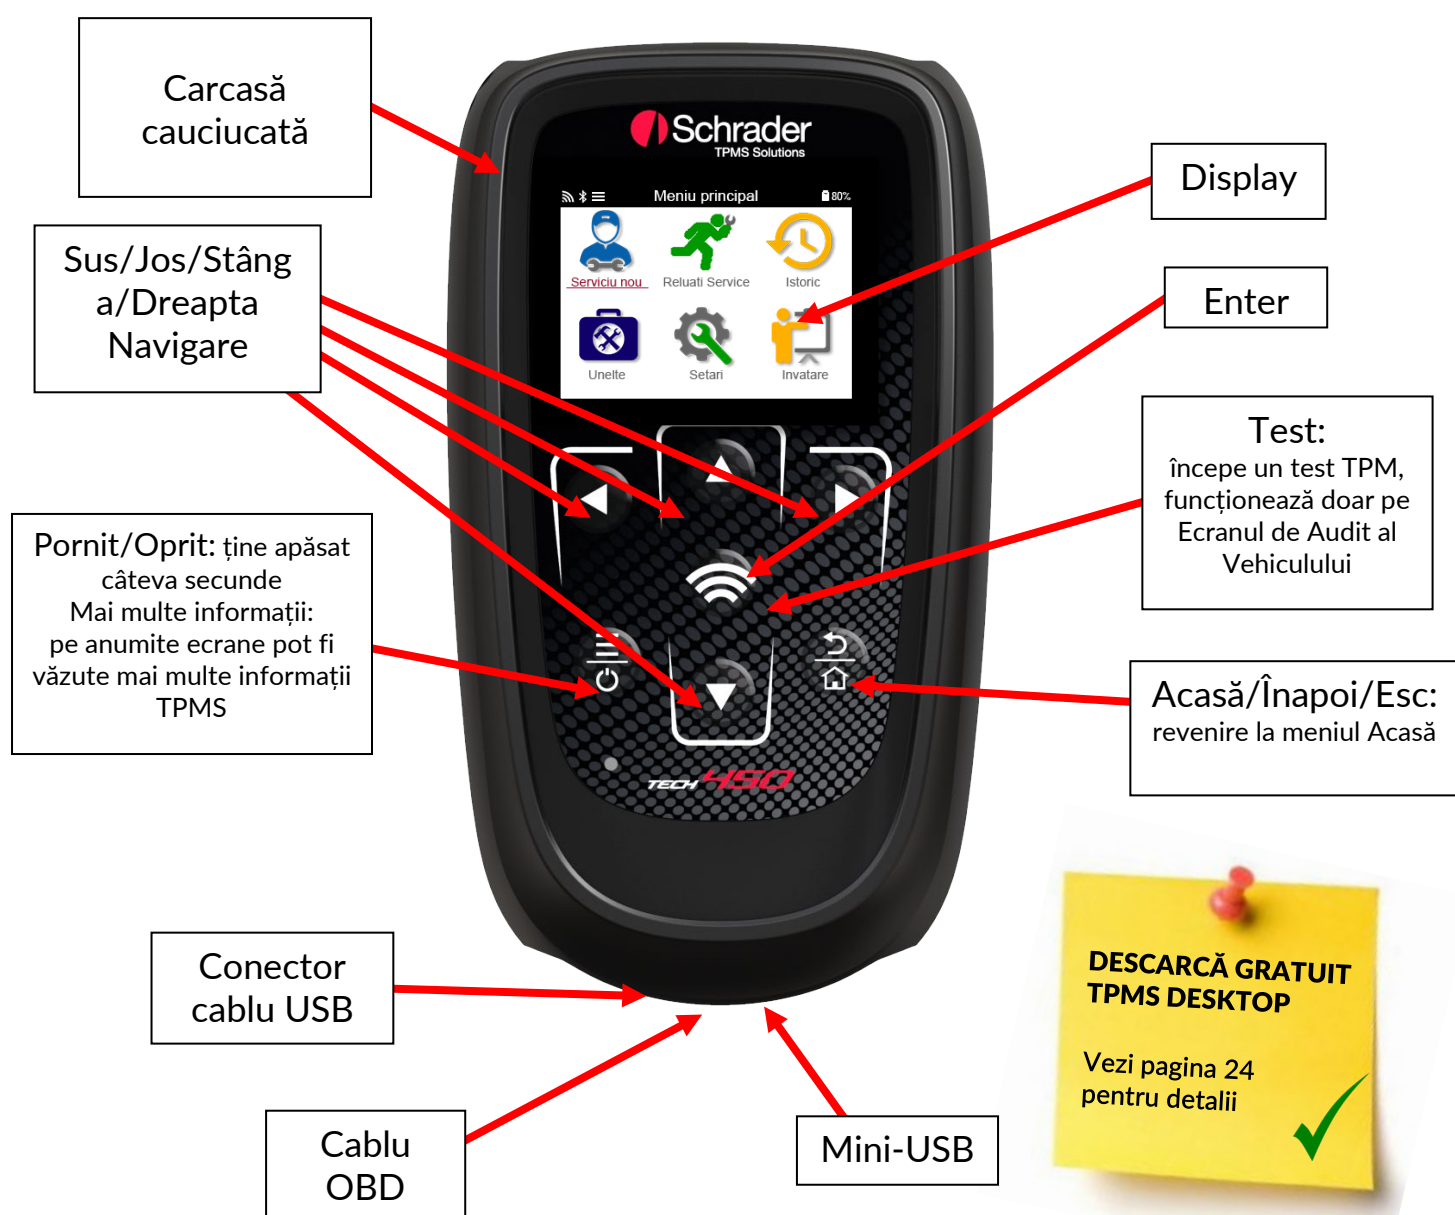 Carcasă
cauciucată
Schrader
TPMS Solutions
Meniu principal
80%
Serviciu nou
Reluati Service
Istoric
Unelte
Setari
Invatare
Display
Sus/Jos/Stâng
a/Dreapta
Navigare
Enter
Test:
începe un test TPM,
funcționează doar pe
Ecranul de Audit al
Vehiculului
Pornit/Oprit: ține apăsat
câteva secunde
Mai multe informații:
pe anumite ecrane pot fi
văzute mai multe informații
TPMS
Acasă/Înapoi/Esc:
revenire la meniul Acasă
TECH 450
Conector
cablu USB
Cablu
OBD
Mini-USB
DESCARCĂ GRATUIT
TPMS DESKTOP
Vezi pagina 24
pentru detalii